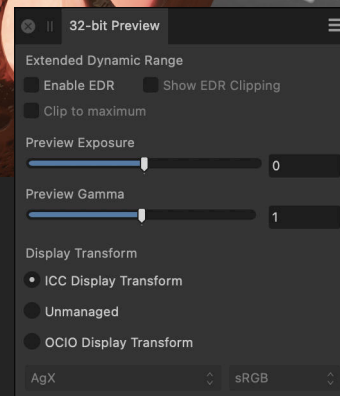 32-bit Preview
Extended Dynamic Range
Enable EDR Show EDR Clipping
Clip to maximum
Preview Exposure
0
Preview Gamma
1
Display Transform
ICC Display Transform
Unmanaged
OCIO Display Transform
AgX sRGB